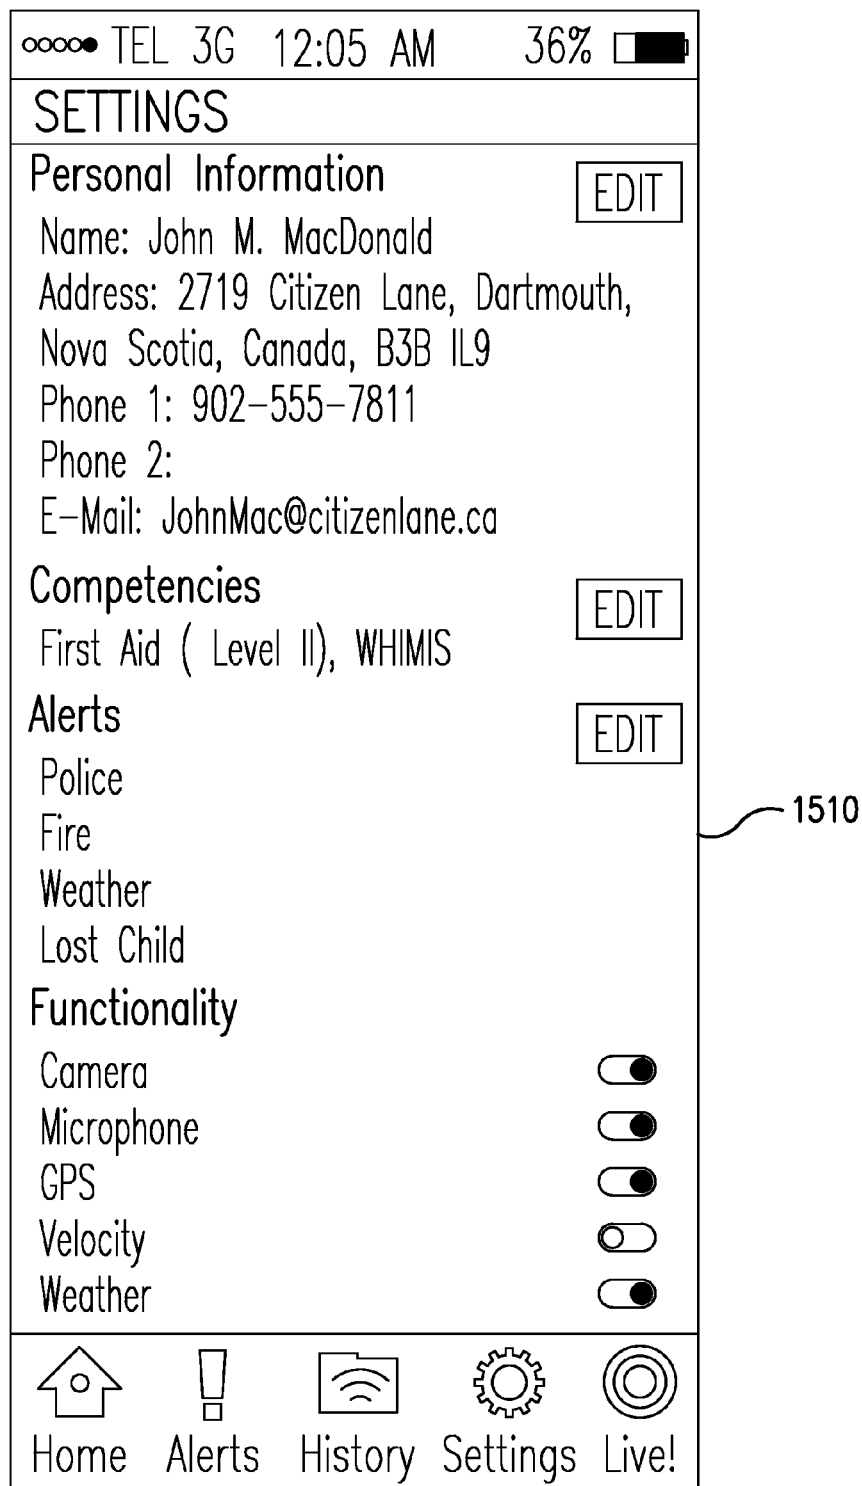 TEL 3G 12:05 AM 36%
SETTINGS
Personal Information EDIT
Name: John M. MacDonald
Address: 2719 Citizen Lane, Dartmouth,
Nova Scotia, Canada, B3B IL9
Phone 1: 902-555-7811
Phone 2:
E-Mail: JohnMac@citizenlane.ca
Competencies EDIT
First Aid ( Level II), WHIMIS
Alerts EDIT
Police
1510
Fire
Weather
Lost Child
Functionality
Camera
Microphone
GPS
Velocity
Weather
Home Alerts History Settings Live!